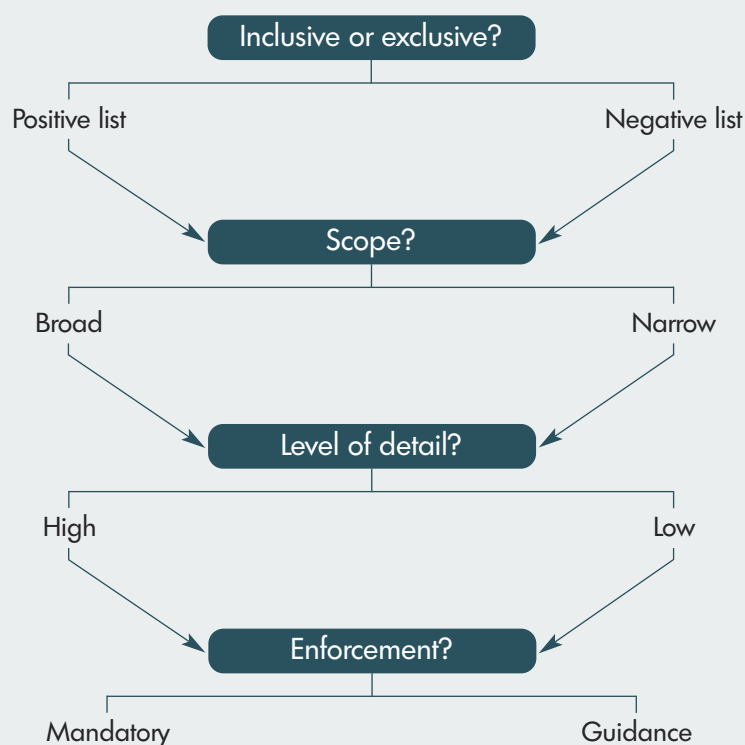 Inclusive or exclusive?
Positive list
Negative list
Scope?
Broad
Narrow
Level of detail?
High
Low
Enforcement?
Mandatory
Guidance